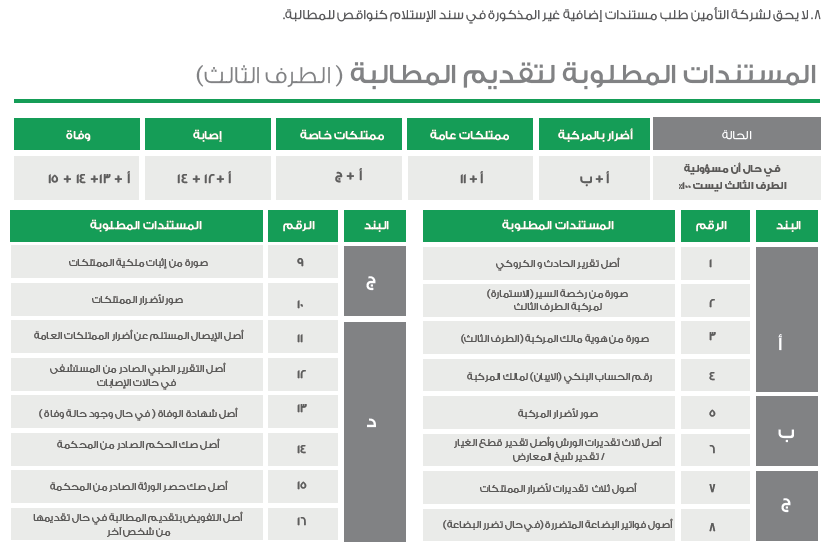 ٨. لا يحق لشركة التأمين طلب مستندات إضافية غير المذكورة في سند الإستلام كنواقص للمطالبة.
المستندات المطلوبة لتقديم المطالبة (الطرف الثالث)
الحالة
أضرار بالمركبة
ممتلكات عامة
ممتلكات خاصة
إصابة
وفاة
في حال أن مسؤولية
الطرف الثالث ليست ١٠٠٪
أ + ب
أ + ١١
أ + ج
أ + ١٢ + ١٤
أ + ١٣ + ١٤ + ١٥
البند
الرقم
المستندات المطلوبة
أ
١
أصل تقرير الحادث و الكروكي
٢
صورة من رخصة السير (الاستمارة)
لمركبة الطرف الثالث
٣
صورة من هوية مالك المركبة (الطرف الثالث)
٤
رقم الحساب البنكي (الايبان) لمالك المركبة
ب
٥
صور لأضرار المركبة
٦
أصل ثلاث تقديرات الورش وأصل تقدير قطع الغيار
/ تقدير شيخ المعارض
ج
٧
أصول ثلاث تقديرات لأضرار الممتلكات
٨
أصول فواتير البضاعة المتضررة (في حال تضرر البضاعة)
البند
الرقم
المستندات المطلوبة
ج
٩
صورة من إثبات ملكية الممتلكات
١٠
صور لأضرار الممتلكات
د
١١
أصل الإيصال المستلم عن أضرار الممتلكات العامة
١٢
أصل التقرير الطبي الصادر من المستشفى
في حالات الإصابات
١٣
أصل شهادة الوفاة ( في حال وجود حالة وفاة )
١٤
أصل صك الحكم الصادر من المحكمة
١٥
أصل صك حصر الورثة الصادر من المحكمة
١٦
أصل التفويض بتقديم المطالبة في حال تقديمها
من شخص آخر